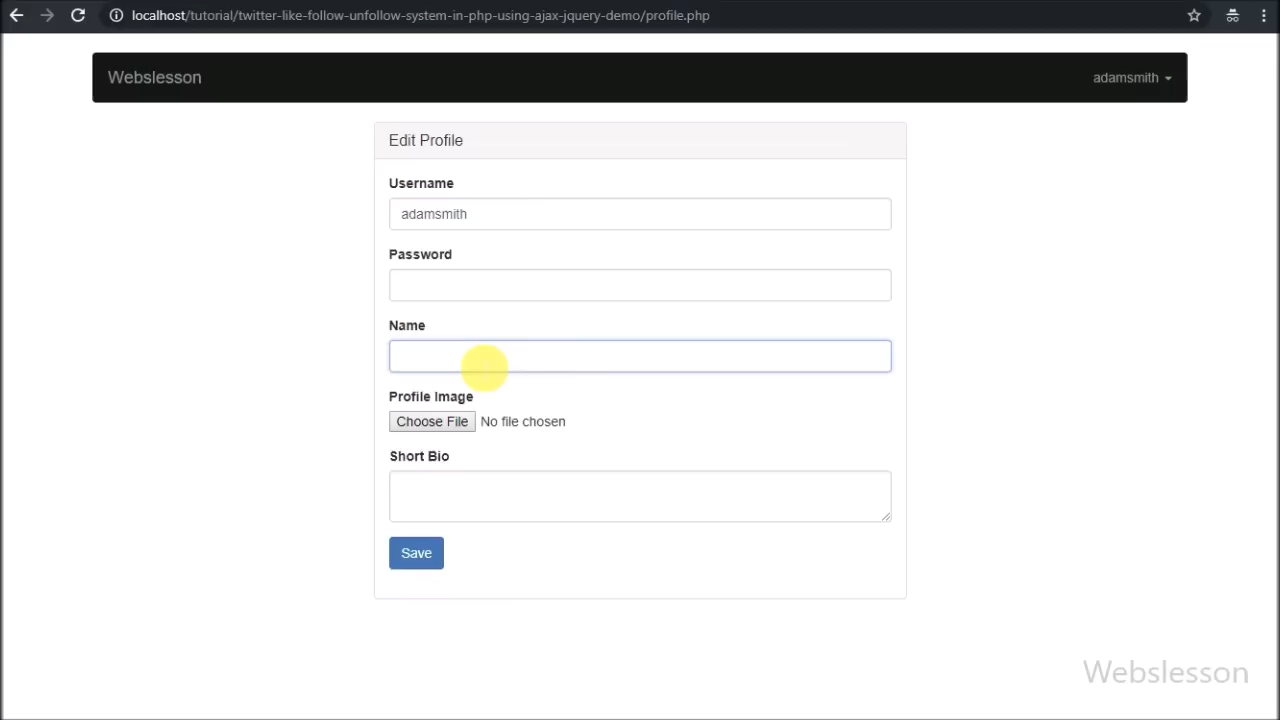 localhost/tutorial/twitter-like-follow-unfollow-system-in-php-using-ajax-jquery-demo/profile.php
Webslesson adamsmith
Edit Profile
Username
adamsmith
Password
Name
Profile Image
Choose File No file chosen
Short Bio
Save
Webslesson